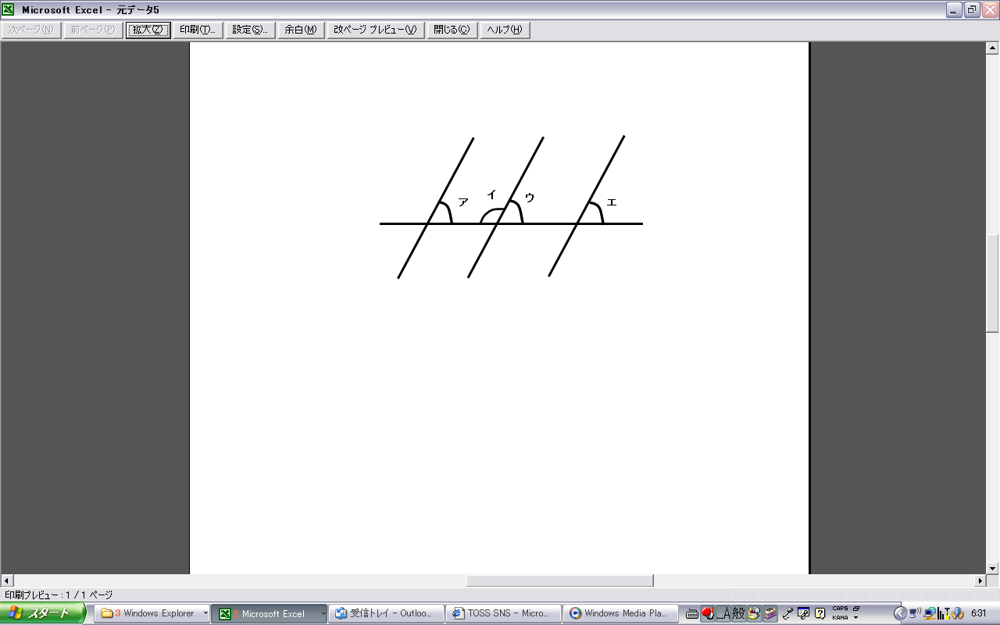 Microsoft Excel - 元データ5
次ページ(N) 前ページ(P) 拡大(Z) 印刷(T)... 設定(S)... 余白(M) 改ページ プレビュー(V) 閉じる(C) ヘルプ(H)
ア イ ウ エ
印刷プレビュー : 1 / 1 ページ
スタート 3 Windows Explorer 2 Microsoft Excel 受信トレイ - Outloo... TOSS SNS - Micro... Windows Media Pla... _A 般 CAPS KANA 6:31